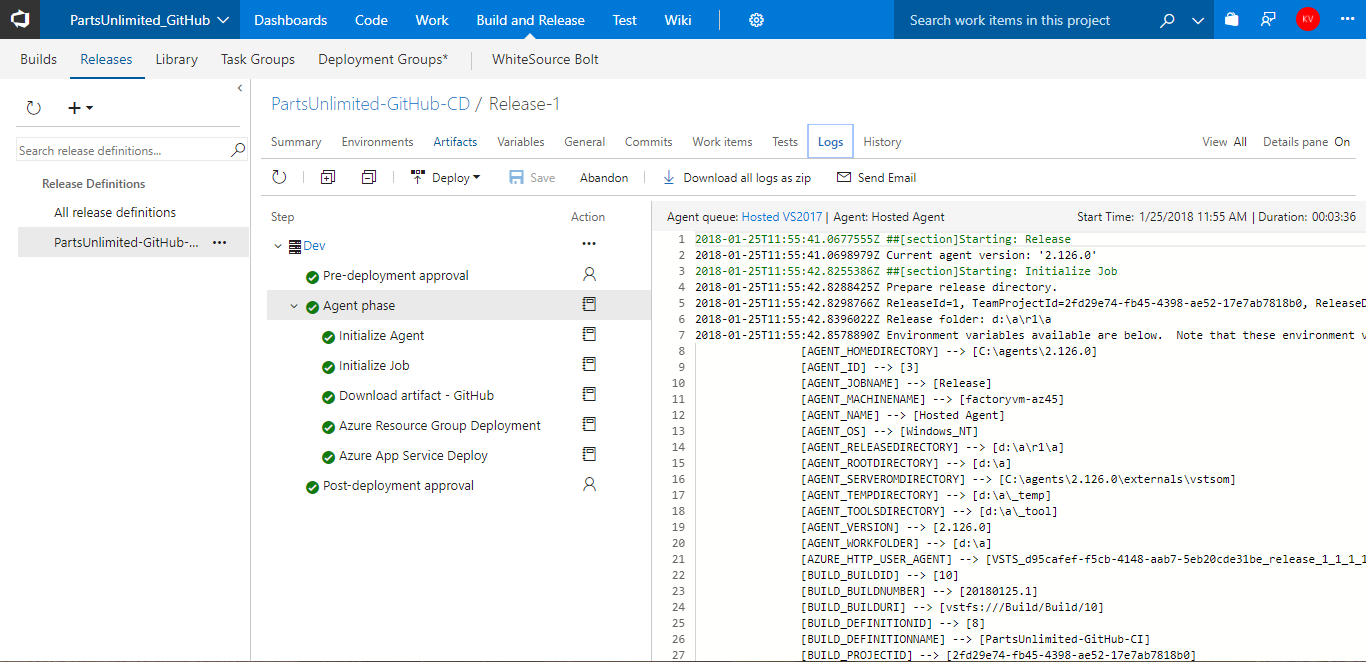 PartsUnlimited_GitHub Dashboards Code Work Build and Release Test Wiki Search work items in this project KV
Builds Releases Library Task Groups Deployment Groups* WhiteSource Bolt
PartsUnlimited-GitHub-CD / Release-1
Summary Environments Artifacts Variables General Commits Work items Tests Logs History View All Details pane On
Search release definitions...
Deploy Save Abandon Download all logs as zip Send Email
Release Definitions
All release definitions
PartsUnlimited-GitHub-...
Step Action
Dev
Pre-deployment approval
Agent phase
Initialize Agent
Initialize Job
Download artifact - GitHub
Azure Resource Group Deployment
Azure App Service Deploy
Post-deployment approval
Agent queue: Hosted VS2017 | Agent: Hosted Agent Start Time: 1/25/2018 11:55 AM | Duration: 00:03:36
1 2018-01-25T11:55:41.0677555Z ##[section]Starting: Release
2 2018-01-25T11:55:41.0698979Z Current agent version: '2.126.0'
3 2018-01-25T11:55:42.8255386Z ##[section]Starting: Initialize Job
4 2018-01-25T11:55:42.8288425Z Prepare release directory.
5 2018-01-25T11:55:42.8298766Z ReleaseId=1, TeamProjectId=2fd29e74-fb45-4398-ae52-17e7ab7818b0, ReleaseD
6 2018-01-25T11:55:42.8396022Z Release folder: d:\a\r1\a
7 2018-01-25T11:55:42.8578890Z Environment variables available are below.  Note that these environment v
8 [AGENT_HOMEDIRECTORY] --> [C:\agents\2.126.0]
9 [AGENT_ID] --> [3]
10 [AGENT_JOBNAME] --> [Release]
11 [AGENT_MACHINENAME] --> [factoryvm-az45]
12 [AGENT_NAME] --> [Hosted Agent]
13 [AGENT_OS] --> [Windows_NT]
14 [AGENT_RELEASEDIRECTORY] --> [d:\a\r1\a]
15 [AGENT_ROOTDIRECTORY] --> [d:\a]
16 [AGENT_SERVEROMDIRECTORY] --> [C:\agents\2.126.0\externals\vstsom]
17 [AGENT_TEMPDIRECTORY] --> [d:\a\_temp]
18 [AGENT_TOOLSDIRECTORY] --> [d:\a\_tool]
19 [AGENT_VERSION] --> [2.126.0]
20 [AGENT_WORKFOLDER] --> [d:\a]
21 [AZURE_HTTP_USER_AGENT] --> [VSTS_d95cafef-f5cb-4148-aab7-5eb20cde31be_release_1_1_1_1
22 [BUILD_BUILDID] --> [10]
23 [BUILD_BUILDNUMBER] --> [20180125.1]
24 [BUILD_BUILDURI] --> [vstfs:///Build/Build/10]
25 [BUILD_DEFINITIONID] --> [8]
26 [BUILD_DEFINITIONNAME] --> [PartsUnlimited-GitHub-CI]
27 [BUILD_PROJECTID] --> [2fd29e74-fb45-4398-ae52-17e7ab7818b0]